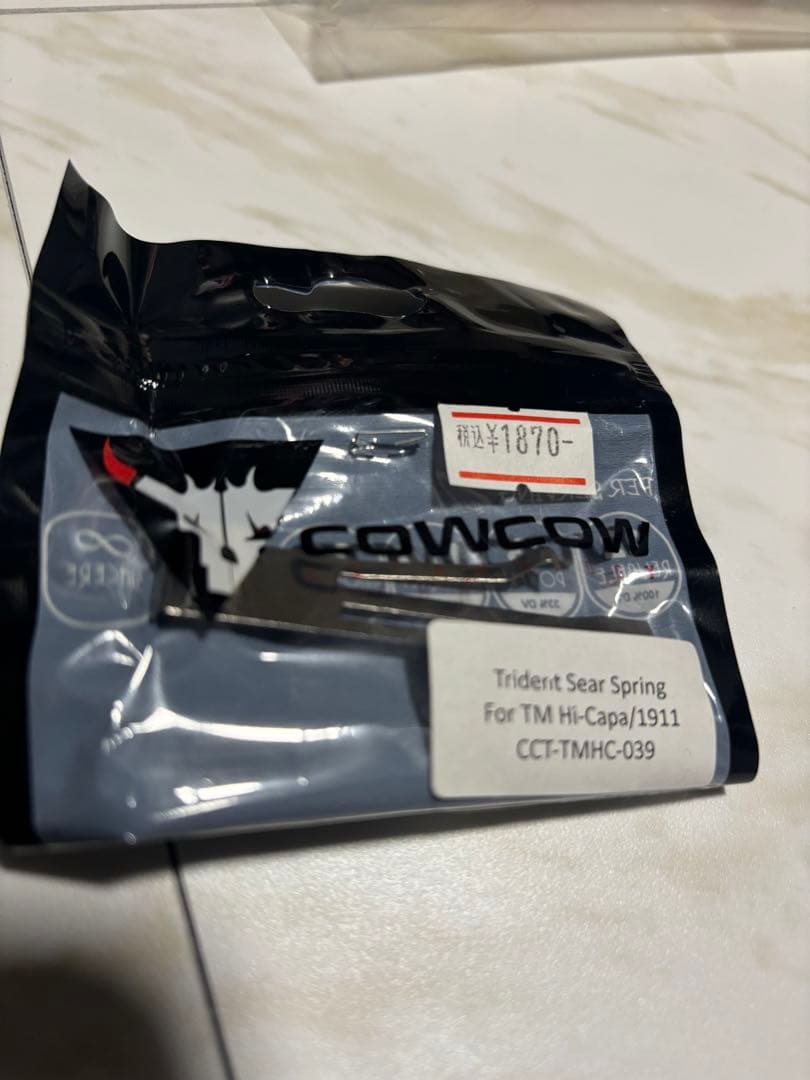 税込¥1870-
COWCOW
Trident Sear Spring
For TM Hi-Capa/1911
CCT-TMHC-039